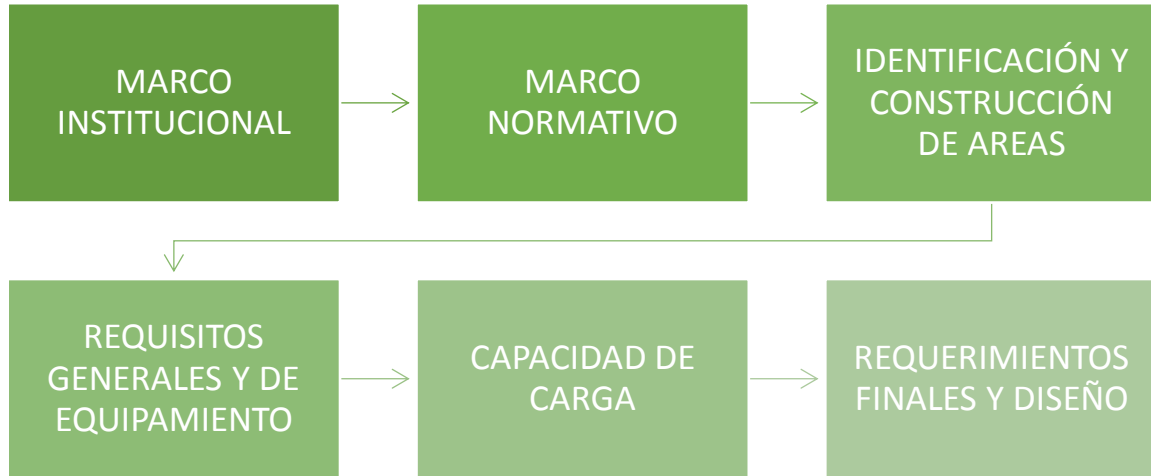 MARCO
INSTITUCIONAL
MARCO
NORMATIVO
IDENTIFICACIÓN Y
CONSTRUCCIÓN
DE AREAS
REQUISITOS
GENERALES Y DE
EQUIPAMIENTO
CAPACIDAD DE
CARGA
REQUERIMIENTOS
FINALES Y DISEÑO